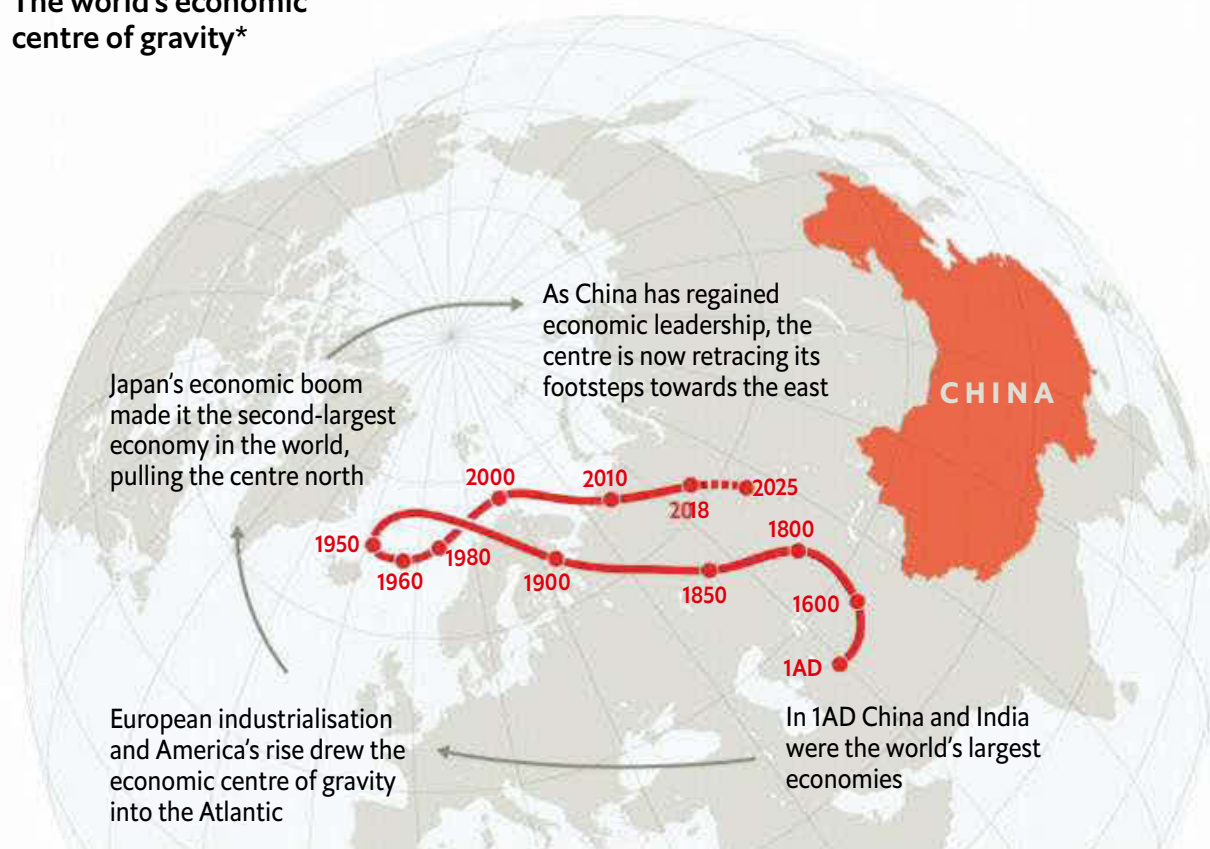 The world's economic
centre of gravity*
As China has regained
economic leadership, the
centre is now retracing its
footsteps towards the east
Japan's economic boom
made it the second-largest
economy in the world,
pulling the centre north
CHINA
2000
2010
2018
2025
1950
1960
1980
1900
1850
1800
1600
1AD
European industrialisation
and America's rise drew the
economic centre of gravity
into the Atlantic
In 1AD China and India
were the world's largest
economies